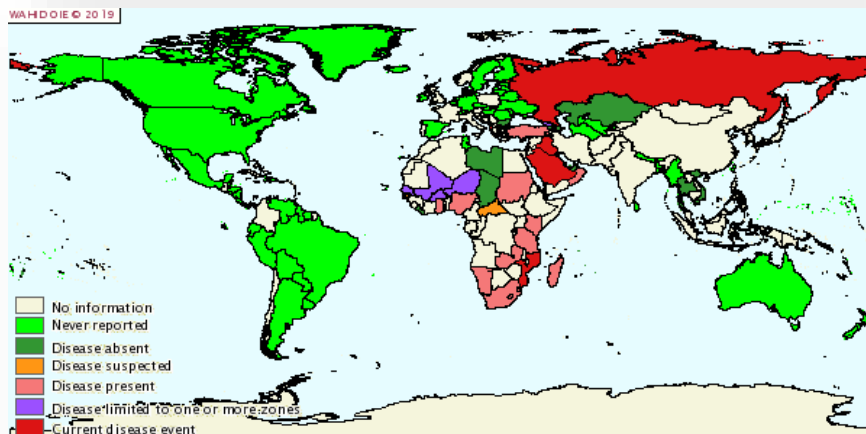 WAHID OIE © 2019
No information
Never reported
Disease absent
Disease suspected
Disease present
Disease limited to one or more zones
Current disease event